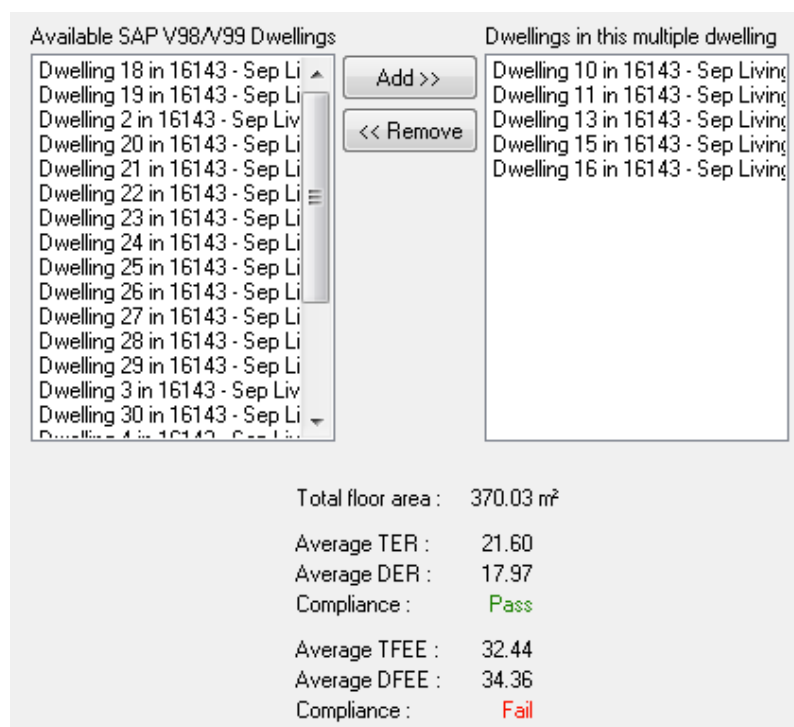 Available SAP V98/V99 Dwellings
Dwelling 18 in 16143 - Sep Li
Dwelling 19 in 16143 - Sep Li
Dwelling 2 in 16143 - Sep Liv
Dwelling 20 in 16143 - Sep Li
Dwelling 21 in 16143 - Sep Li
Dwelling 22 in 16143 - Sep Li
Dwelling 23 in 16143 - Sep Li
Dwelling 24 in 16143 - Sep Li
Dwelling 25 in 16143 - Sep Li
Dwelling 26 in 16143 - Sep Li
Dwelling 27 in 16143 - Sep Li
Dwelling 28 in 16143 - Sep Li
Dwelling 29 in 16143 - Sep Li
Dwelling 3 in 16143 - Sep Liv
Dwelling 30 in 16143 - Sep Li
Add >>
<< Remove
Dwellings in this multiple dwelling
Dwelling 10 in 16143 - Sep Living
Dwelling 11 in 16143 - Sep Living
Dwelling 13 in 16143 - Sep Living
Dwelling 15 in 16143 - Sep Living
Dwelling 16 in 16143 - Sep Living
Total floor area : 370.03 m²
Average TER : 21.60
Average DER : 17.97
Compliance : Pass
Average TFEE : 32.44
Average DFEE : 34.36
Compliance : Fail